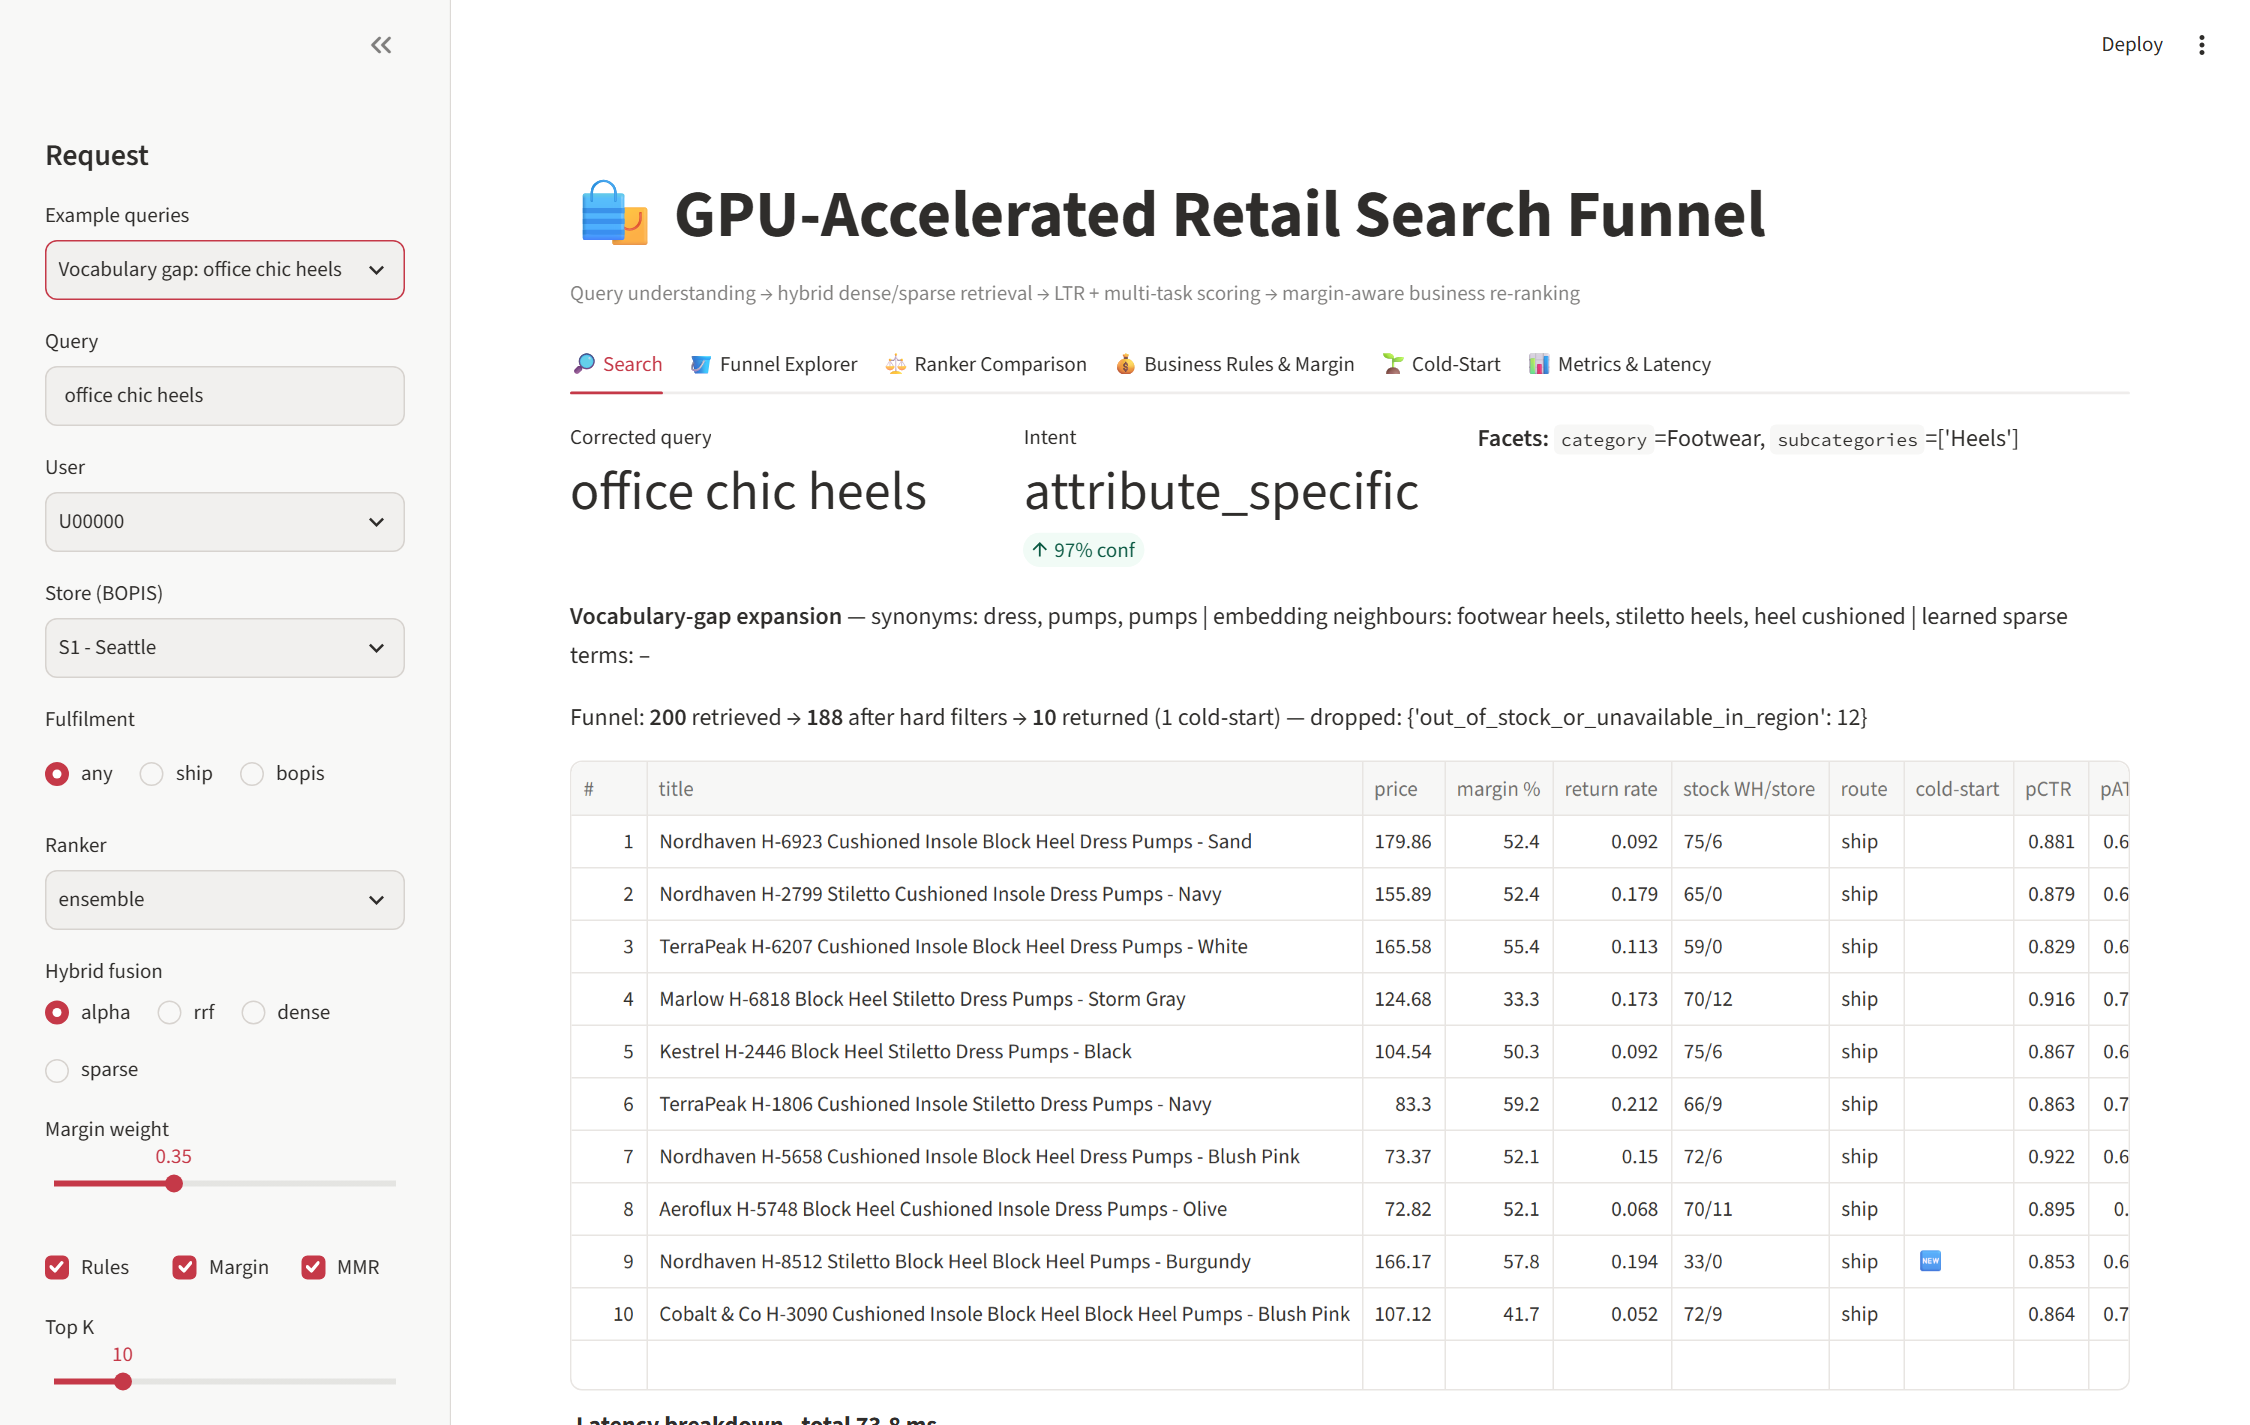 Deploy
Request
Example queries
Vocabulary gap: office chic heels
Query
office chic heels
User
U00000
Store (BOPIS)
S1 - Seattle
Fulfilment
any ship bopis
Ranker
ensemble
Hybrid fusion
alpha rrf dense
sparse
Margin weight
0.35
Rules Margin MMR
Top K
10
GPU-Accelerated Retail Search Funnel
Query understanding → hybrid dense/sparse retrieval → LTR + multi-task scoring → margin-aware business re-ranking
Search Funnel Explorer Ranker Comparison Business Rules & Margin Cold-Start Metrics & Latency
Corrected query
office chic heels
Intent
attribute_specific
↑ 97% conf
Facets: category =Footwear, subcategories =['Heels']
Vocabulary-gap expansion — synonyms: dress, pumps, pumps | embedding neighbours: footwear heels, stiletto heels, heel cushioned | learned sparse
terms: –
Funnel: 200 retrieved → 188 after hard filters → 10 returned (1 cold-start) — dropped: {'out_of_stock_or_unavailable_in_region': 12}
# title price margin % return rate stock WH/store route cold-start pCTR pAT
1 Nordhaven H-6923 Cushioned Insole Block Heel Dress Pumps - Sand 179.86 52.4 0.092 75/6 ship 0.881 0.6
2 Nordhaven H-2799 Stiletto Cushioned Insole Dress Pumps - Navy 155.89 52.4 0.179 65/0 ship 0.879 0.6
3 TerraPeak H-6207 Cushioned Insole Block Heel Dress Pumps - White 165.58 55.4 0.113 59/0 ship 0.829 0.6
4 Marlow H-6818 Block Heel Stiletto Dress Pumps - Storm Gray 124.68 33.3 0.173 70/12 ship 0.916 0.7
5 Kestrel H-2446 Block Heel Stiletto Dress Pumps - Black 104.54 50.3 0.092 75/6 ship 0.867 0.6
6 TerraPeak H-1806 Cushioned Insole Stiletto Dress Pumps - Navy 83.3 59.2 0.212 66/9 ship 0.863 0.7
7 Nordhaven H-5658 Cushioned Insole Block Heel Dress Pumps - Blush Pink 73.37 52.1 0.15 72/6 ship 0.922 0.6
8 Aeroflux H-5748 Block Heel Cushioned Insole Dress Pumps - Olive 72.82 52.1 0.068 70/11 ship 0.895 0.
9 Nordhaven H-8512 Stiletto Block Heel Block Heel Pumps - Burgundy 166.17 57.8 0.194 33/0 ship NEW 0.853 0.6
10 Cobalt & Co H-3090 Cushioned Insole Block Heel Block Heel Pumps - Blush Pink 107.12 41.7 0.052 72/9 ship 0.864 0.7
Latency breakdown total 73.8 ms